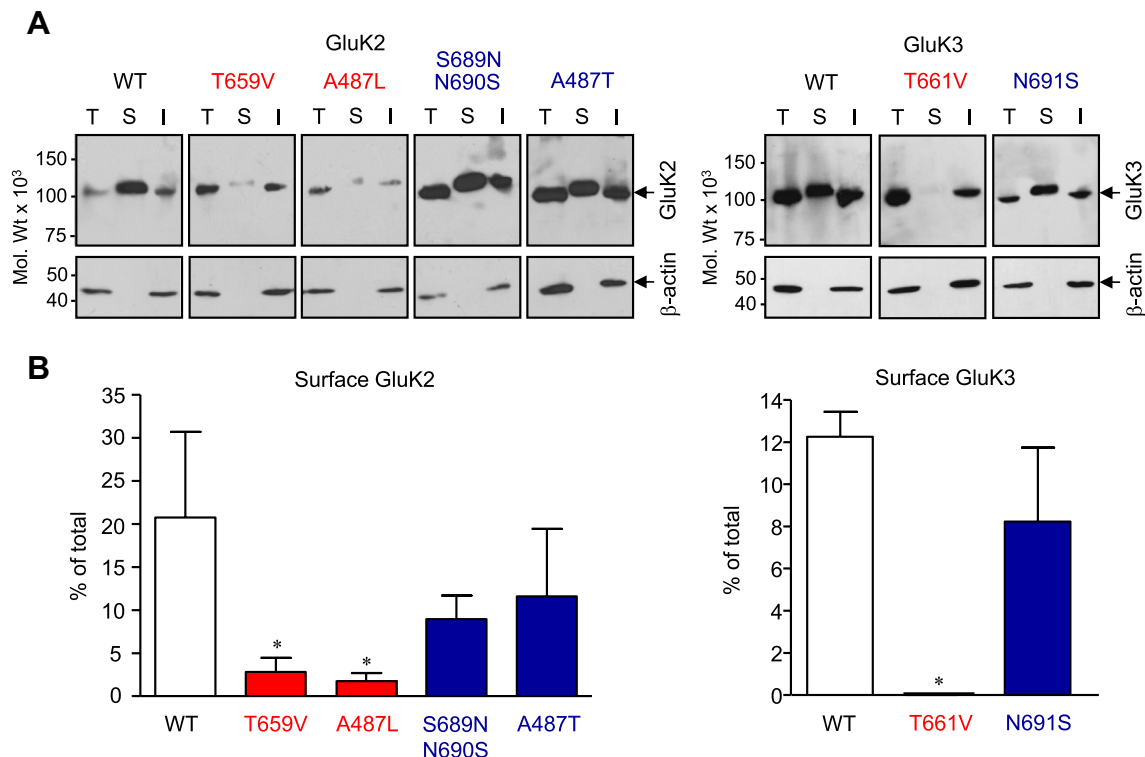 A
GluK2
GluK3
WT T659V A487L S689N N690S A487T
WT T661V N691S
T S I T S I T S I T S I T S I
T S I T S I T S I
Mol. Wt x 10³
150
100
75
50
40
GluK2
β-actin
Mol. Wt x 10³
150
100
75
50
40
GluK3
β-actin
B
Surface GluK2
% of total
35
30
25
20
15
10
5
0
* *
WT T659V A487L S689N A487T
N690S
Surface GluK3
% of total
14
12
10
8
6
4
2
0
*
WT T661V N691S